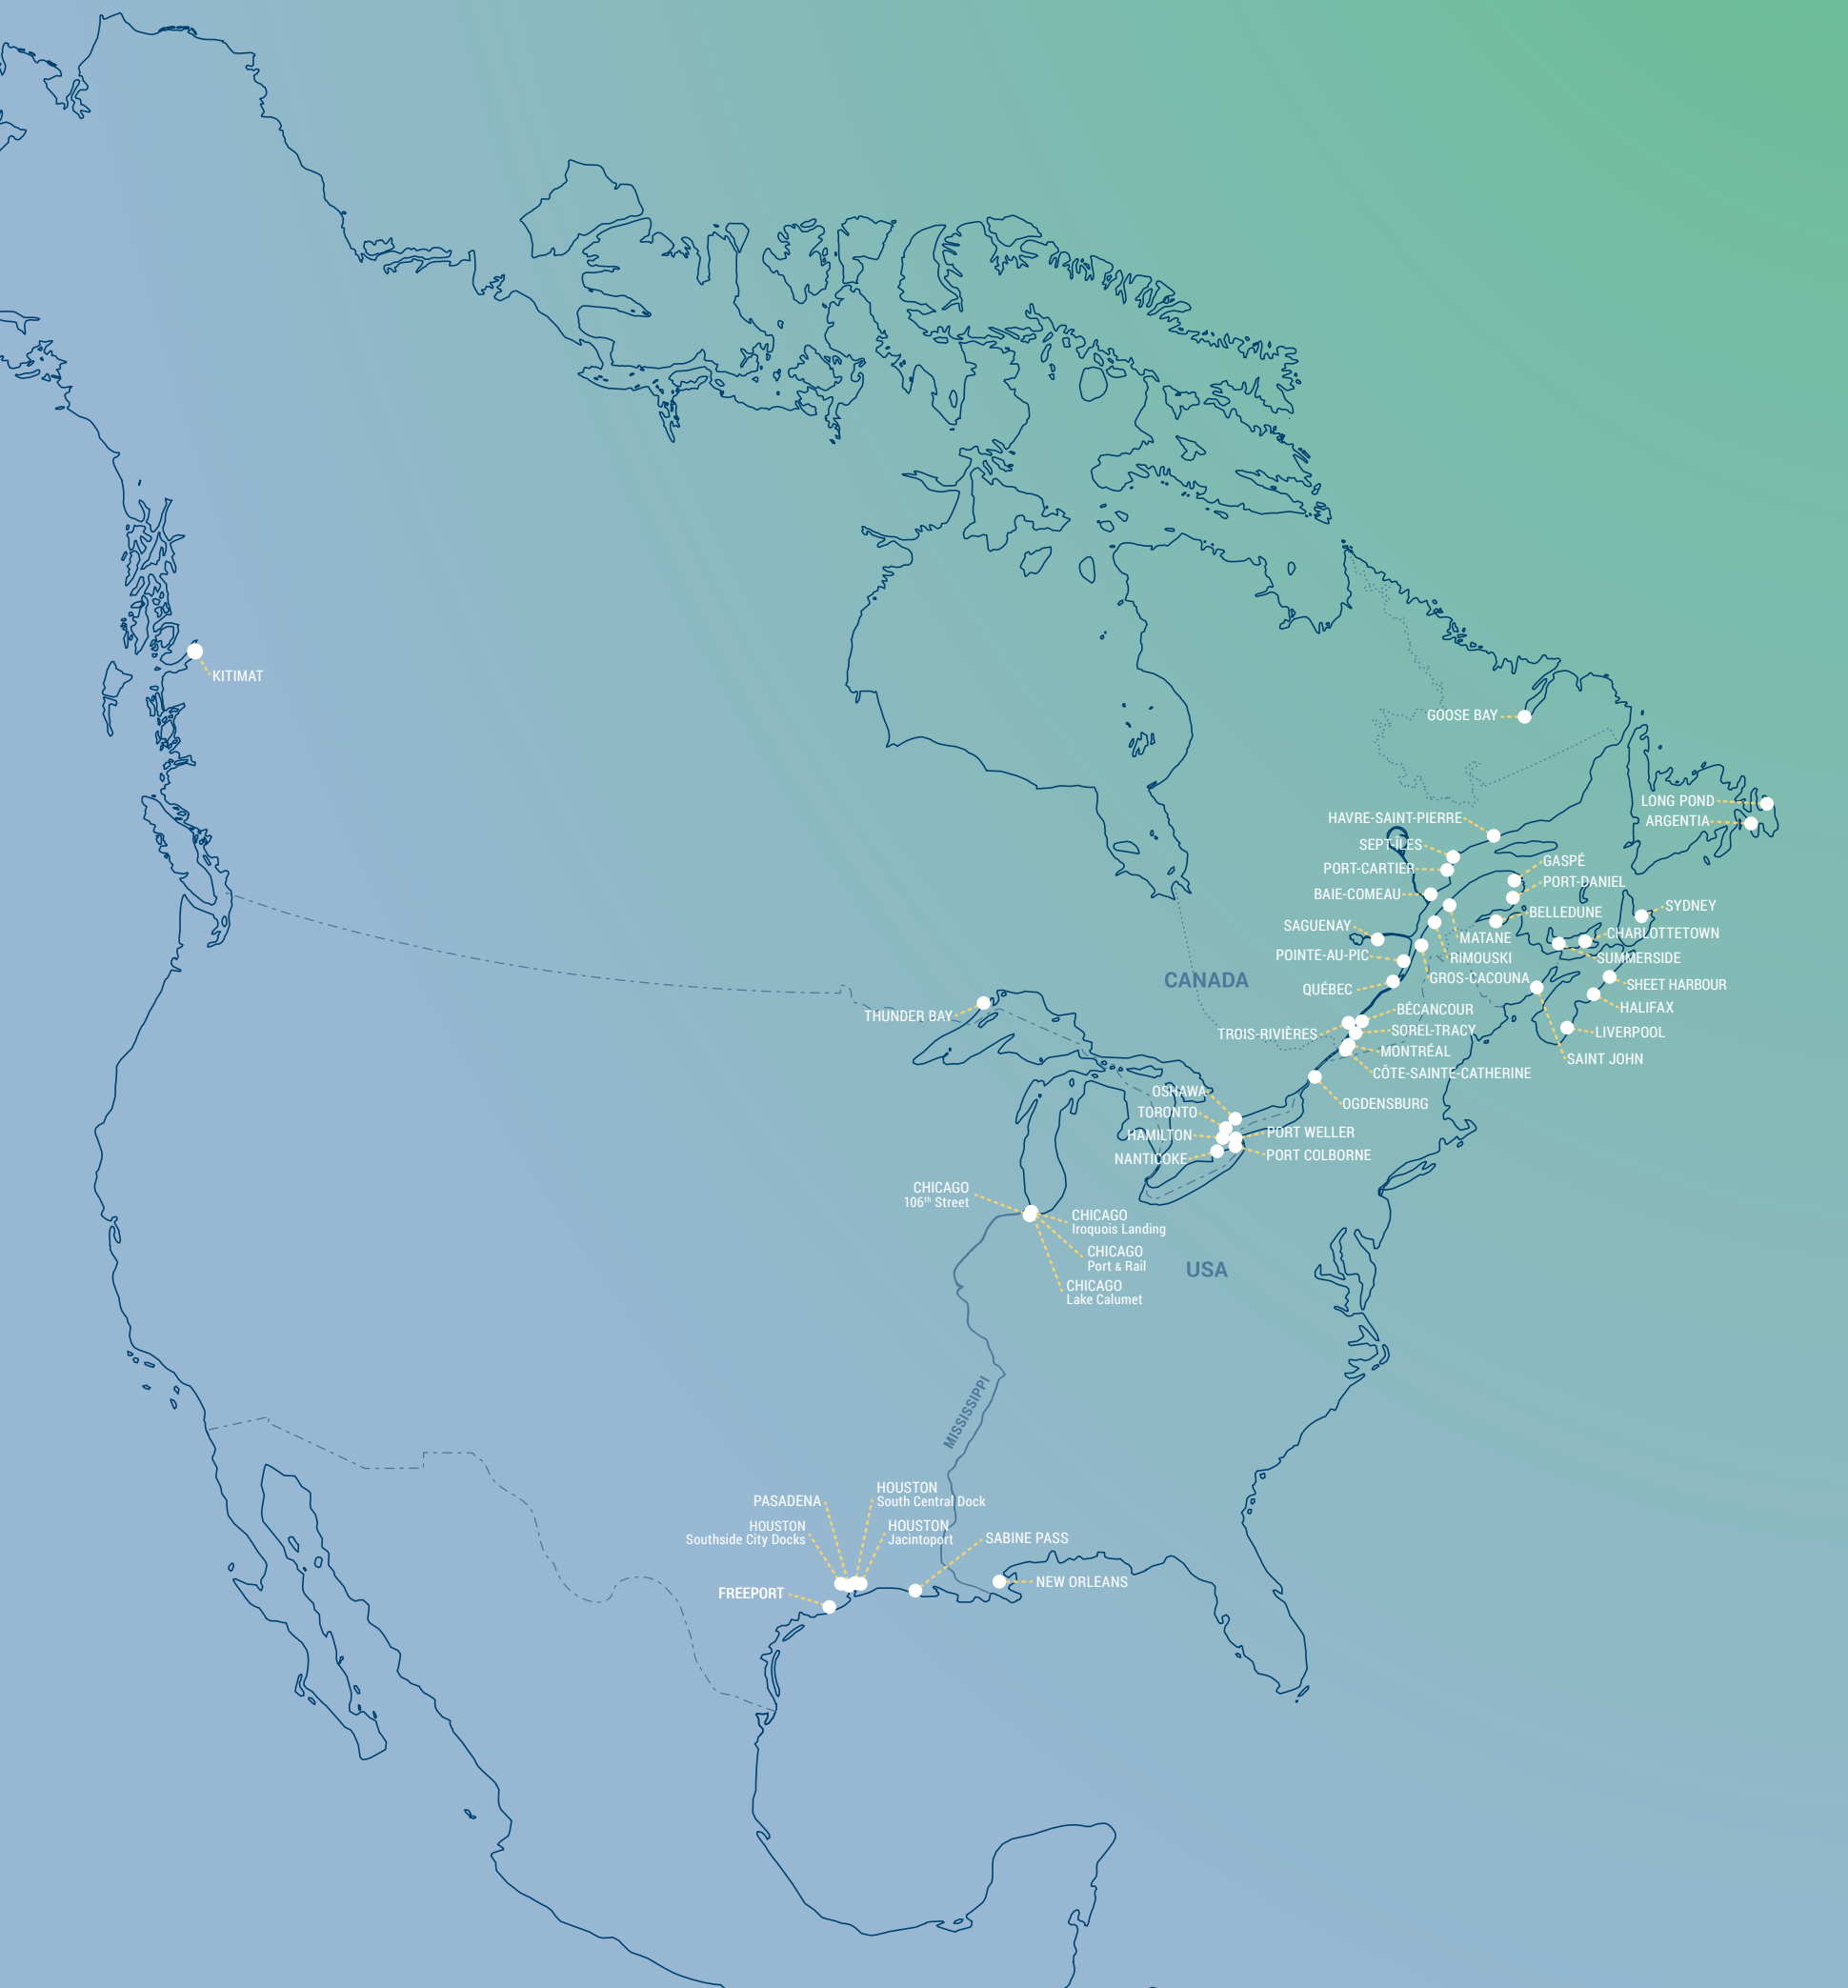 KITIMAT
GOOSE BAY
LONG POND
ARGENTIA
HAVRE-SAINT-PIERRE
SEPT-ÎLES
PORT-CARTIER
BAIE-COMEAU
GASPÉ
PORT-DANIEL
BELLEDUNE
SYDNEY
SAGUENAY
MATANE
CHARLOTTETOWN
POINTE-AU-PIC
RIMOUSKI
SUMMERSIDE
CANADA
GROS-CACOUNA
SHEET HARBOUR
QUÉBEC
HALIFAX
THUNDER BAY
BÉCANCOUR
TROIS-RIVIÈRES
SOREL-TRACY
LIVERPOOL
MONTRÉAL
SAINT JOHN
CÔTE-SAINTE-CATHERINE
OSHAWA
OGDENSBURG
TORONTO
HAMILTON
PORT WELLER
NANTICOKE
PORT COLBORNE
CHICAGO
106th Street
CHICAGO
Iroquois Landing
CHICAGO
Port & Rail
USA
CHICAGO
Lake Calumet
MISSISSIPPI
HOUSTON
South Central Dock
PASADENA
HOUSTON
Southside City Docks
HOUSTON
Jacintoport
SABINE PASS
NEW ORLEANS
FREEPORT